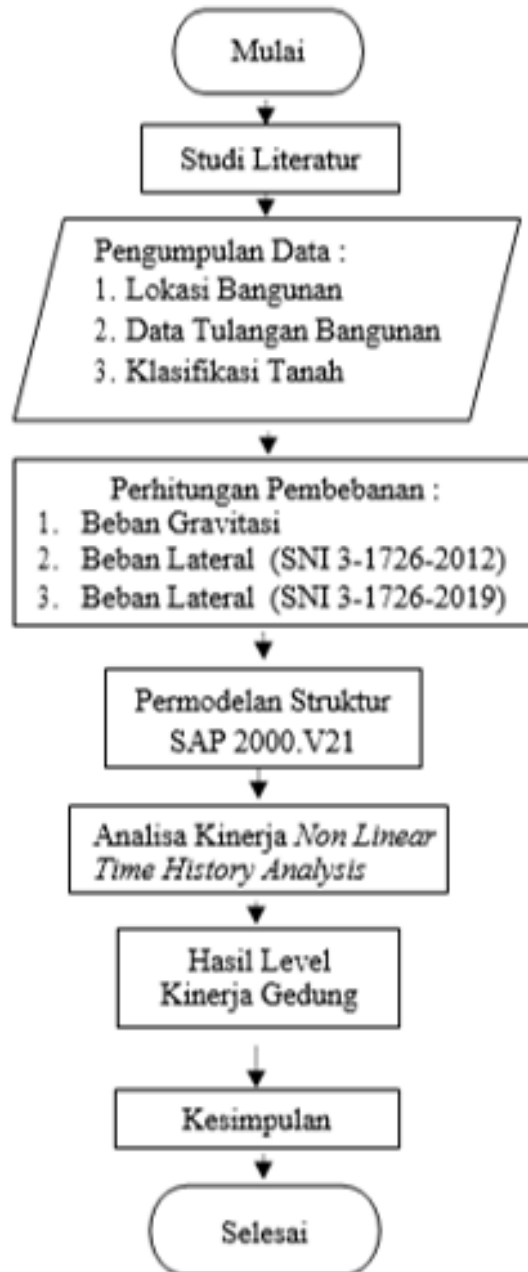 Mulai
Studi Literatur
Pengumpulan Data :
1. Lokasi Bangunan
2. Data Tulangan Bangunan
3. Klasifikasi Tanah
Perhitungan Pembebanan :
1. Beban Gravitasi
2. Beban Lateral (SNI 3-1726-2012)
3. Beban Lateral (SNI 3-1726-2019)
Permodelan Struktur
SAP 2000.V21
Analisa Kinerja Non Linear
Time History Analysis
Hasil Level
Kinerja Gedung
Kesimpulan
Selesai